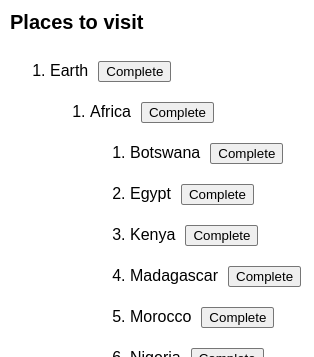 Places to visit
1. Earth Complete
1. Africa Complete
1. Botswana Complete
2. Egypt Complete
3. Kenya Complete
4. Madagascar Complete
5. Morocco Complete
6. Nigeria Complete